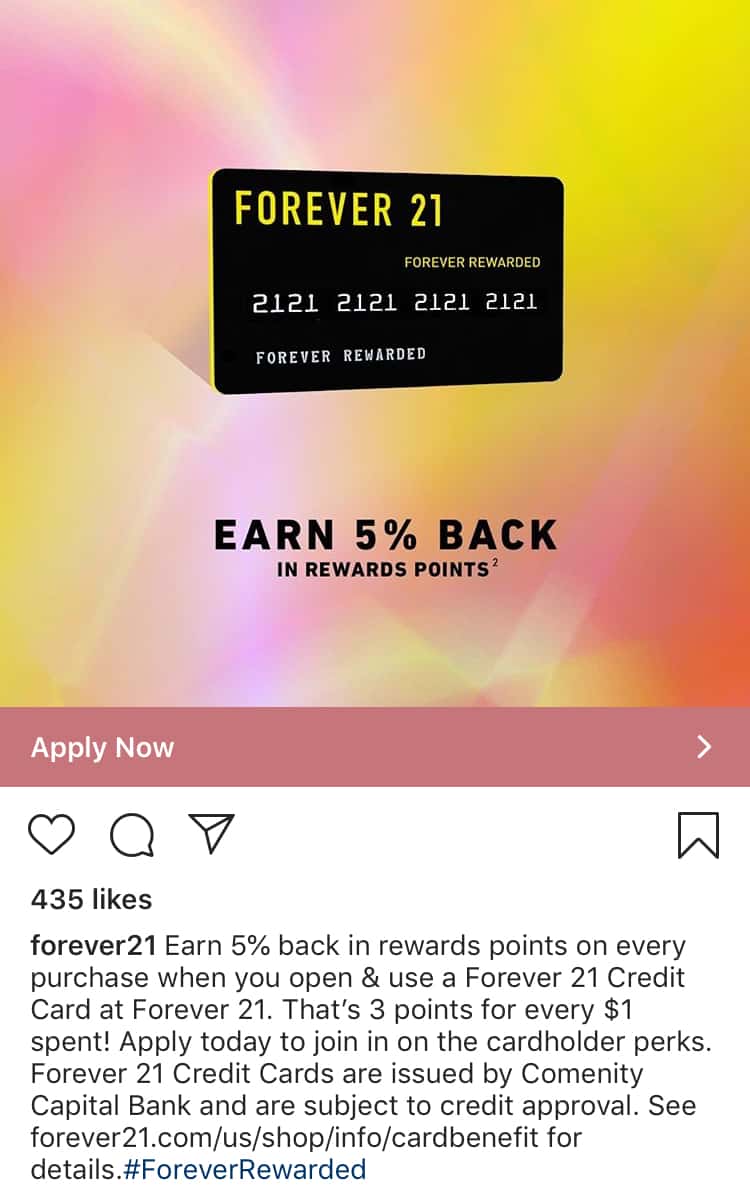 FOREVER 21
FOREVER REWARDED
2121 2121 2121 2121
FOREVER REWARDED
EARN 5% BACK
IN REWARDS POINTS²
Apply Now
435 likes
forever21 Earn 5% back in rewards points on every
purchase when you open & use a Forever 21 Credit
Card at Forever 21. That’s 3 points for every $1
spent! Apply today to join in on the cardholder perks.
Forever 21 Credit Cards are issued by Comenity
Capital Bank and are subject to credit approval. See
forever21.com/us/shop/info/cardbenefit for
details.#ForeverRewarded